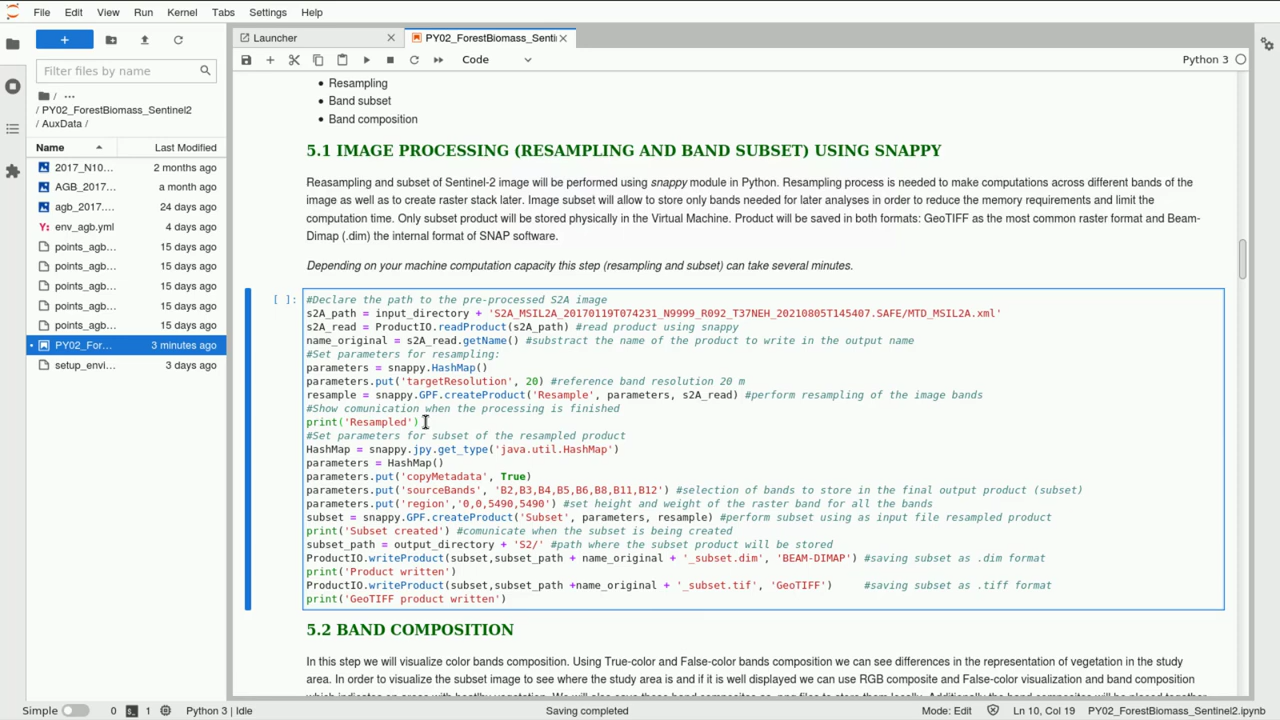 File Edit View Run Kernel Tabs Settings Help
Launcher
PY02_ForestBiomass_Senti
Filter files by name
Code
Python 3
/ ...
/ PY02_ForestBiomass_Sentinel2
/ AuxData /
Name Last Modified
2017_N10... 2 months ago
AGB_2017... a month ago
agb_2017.... 24 days ago
env_agb.yml 4 days ago
points_agb... 15 days ago
points_agb... 15 days ago
points_agb... 15 days ago
points_agb... 15 days ago
points_agb... 15 days ago
PY02_For... 3 minutes ago
setup_envi... 3 days ago
• Resampling
• Band subset
• Band composition
5.1 IMAGE PROCESSING (RESAMPLING AND BAND SUBSET) USING SNAPPY
Reasampling and subset of Sentinel-2 image will be performed using snappy module in Python. Resampling process is needed to make computations across different bands of the
image as well as to create raster stack later. Image subset will allow to store only bands needed for later analyses in order to reduce the memory requirements and limit the
computation time. Only subset product will be stored physically in the Virtual Machine. Product will be saved in both formats: GeoTIFF as the most common raster format and Beam-
Dimap (.dim) the internal format of SNAP software.
Depending on your machine computation capacity this step (resampling and subset) can take several minutes.
[ ]:
#Declare the path to the pre-processed S2A image
s2A_path = input_directory + 'S2A_MSIL2A_20170119T074231_N9999_R092_T37NEH_20210805T145407.SAFE/MTD_MSIL2A.xml'
s2A_read = ProductIO.readProduct(s2A_path) #read product using snappy
name_original = s2A_read.getName() #substract the name of the product to write in the output name
#Set parameters for resampling:
parameters = snappy.HashMap()
parameters.put('targetResolution', 20) #reference band resolution 20 m
resample = snappy.GPF.createProduct('Resample', parameters, s2A_read) #perform resampling of the image bands
#Show comunication when the processing is finished
print('Resampled')
#Set parameters for subset of the resampled product
HashMap = snappy.jpy.get_type('java.util.HashMap')
parameters = HashMap()
parameters.put('copyMetadata', True)
parameters.put('sourceBands', 'B2,B3,B4,B5,B6,B8,B11,B12') #selection of bands to store in the final output product (subset)
parameters.put('region','0,0,5490,5490') #set height and weight of the raster band for all the bands
subset = snappy.GPF.createProduct('Subset', parameters, resample) #perform subset using as input file resampled product
print('Subset created') #comunicate when the subset is being created
subset_path = output_directory + 'S2/' #path where the subset product will be stored
ProductIO.writeProduct(subset,subset_path + name_original + '_subset.dim', 'BEAM-DIMAP') #saving subset as .dim format
print('Product written')
ProductIO.writeProduct(subset,subset_path +name_original + '_subset.tif', 'GeoTIFF') #saving subset as .tiff format
print('GeoTIFF product written')
5.2 BAND COMPOSITION
In this step we will visualize color bands composition. Using True-color and False-color bands composition we can see differences in the representation of vegetation in the study
area. In order to visualize the subset image to see where the study area is and if it is well displayed we can use RGB composite and False-color visualization and band composition
Simple 0 1 Python 3 | Idle Saving completed Mode: Edit Ln 10, Col 19 PY02_ForestBiomass_Sentinel2.ipynb